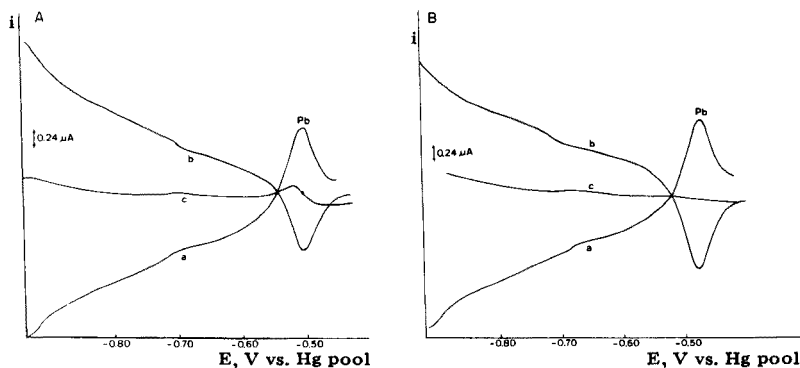 i
A
Pb
0.24 μA
b
c
a
-0.80
-0.70
-0.60
-0.50
E, V vs. Hg pool
i
B
Pb
0.24 μA
b
c
a
-0.80
-0.70
-0.60
-0.50
E, V vs. Hg pool